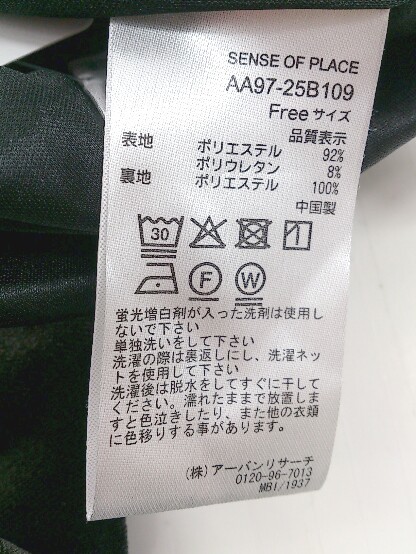 SENSE OF PLACE
AA97-25B109
Free サイズ
品質表示
表地 ポリエステル 92%
ポリウレタン 8%
裏地 ポリエステル 100%
中国製
30
F W
蛍光増白剤が入った洗剤は使用し
ないで下さい
単独洗いをして下さい
洗濯の際は裏返しにし、洗濯ネッ
トを使用して下さい
洗濯後は脱水をしてすぐに干して
ください。濡れたままで放置しま
すと色泣きしたり、また他の衣類
に色移りする事があります。
(株) アーバンリサーチ
0120-96-7013
MBI/1937